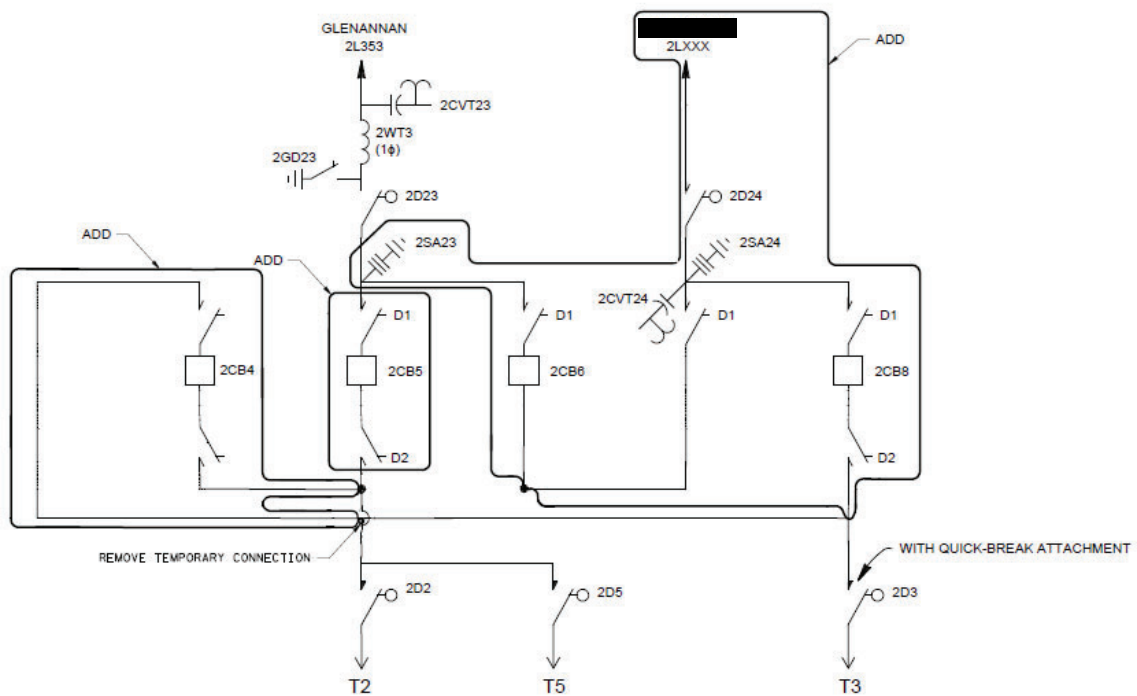 GLENANNAN
2L353
2LXXX
ADD
2CVT23
2WT3
(1ϕ)
2GD23
2D23
2D24
ADD
2SA23
2SA24
ADD
2CVT24
D1
D1
D1
D1
2CB4
2CB5
2CB6
2CB8
D2
D2
REMOVE TEMPORARY CONNECTION
WITH QUICK-BREAK ATTACHMENT
2D2
2D5
2D3
T2
T5
T3